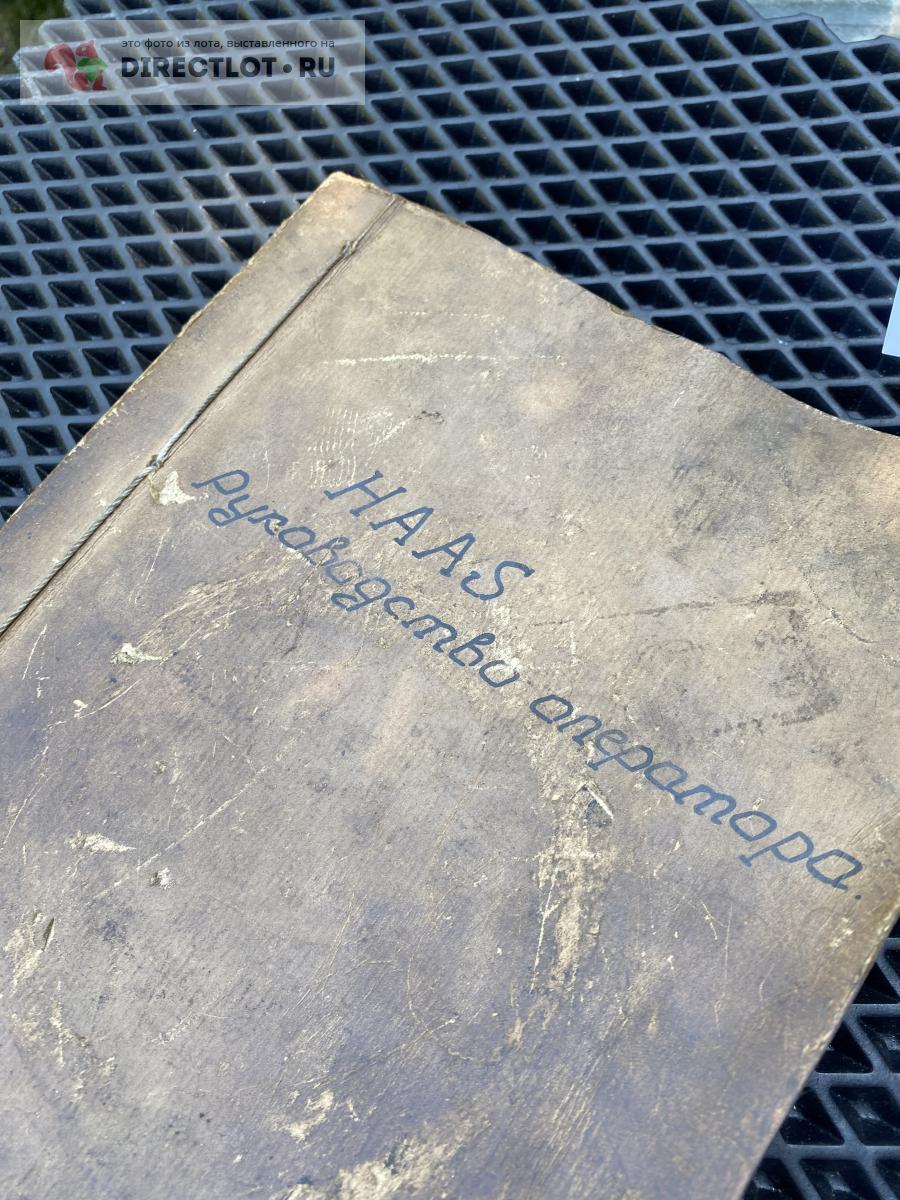 это фото из лота, выставленного на
DIRECTLOT.RU
HAAS
руководство оператора.